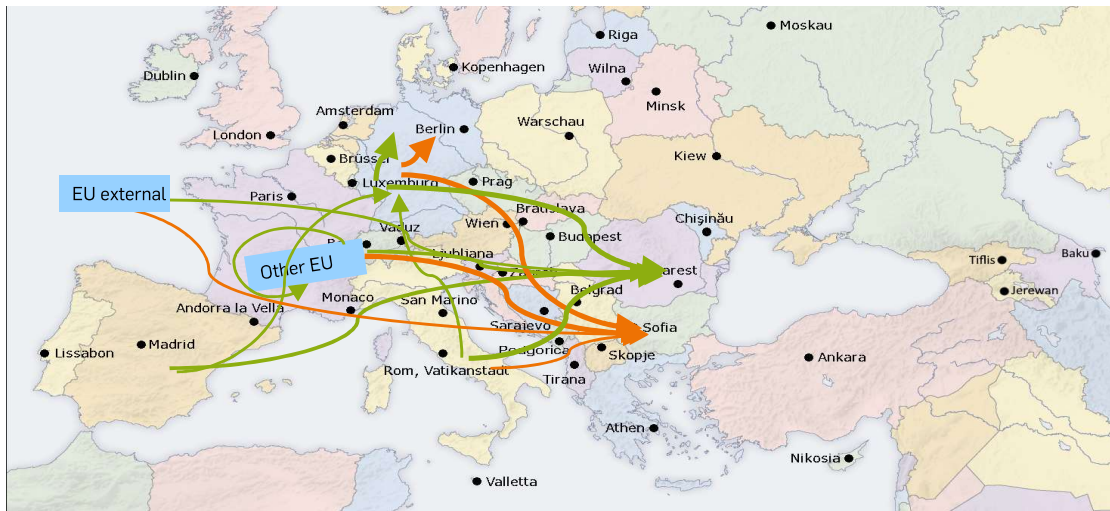 Moskau
Riga
Kopenhagen
Dublin
Wilna
Minsk
Amsterdam
Berlin
Warschau
London
Kiew
Brüssel
Luxemburg
Prag
EU external
Paris
Bratislava
Chișinău
Wien
Vaduz
Budapest
Ljubliana
Baku
Tiflis
Other EU
Jerewan
Belgrad
Monaco
San Marino
Andorra la Vella
Sarajevo
Sofia
Madrid
Podgorica
Lissabon
Skopje
Ankara
Rom, Vatikanstadt
Tirana
Athen
Nikosia
Valletta